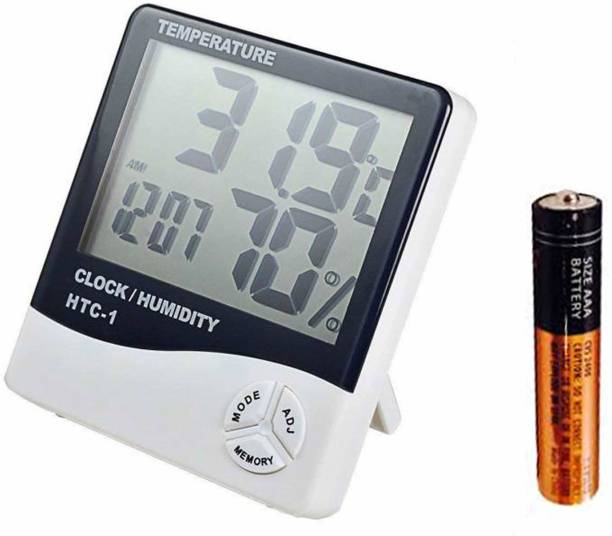 TEMPERATURE
31.9°C
AM
12:07
70%
CLOCK/HUMIDITY
HTC-1
MODE
ADJ
MEMORY
SIZE AAA
BATTERY